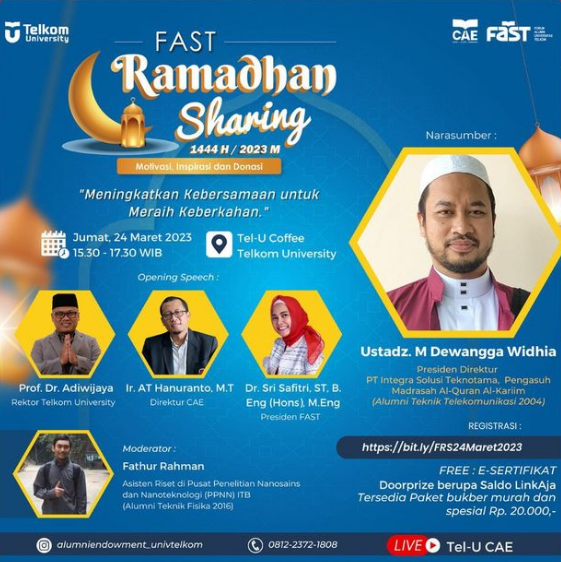 Telkom
University
CAE
FAST
FORUM
ALUMNI
UNIVERSITAS
TELKOM
FAST
Ramadhan
Sharing
1444 H / 2023 M
Motivasi, Inspirasi dan Donasi
"Meningkatkan Kebersamaan untuk
Meraih Keberkahan."
Jumat, 24 Maret 2023
15.30 - 17.30 WIB
Tel-U Coffee
Telkom University
Narasumber :
Ustadz. M Dewangga Widhia
Presiden Direktur
PT Integra Solusi Teknotama, Pengasuh
Madrasah Al-Quran Al-Kariim
(Alumni Teknik Telekomunikasi 2004)
Opening Speech :
Prof. Dr. Adiwijaya
Rektor Telkom University
Ir. AT Hanuranto, M.T
Direktur CAE
Dr. Sri Safitri, ST, B.
Eng (Hons), M.Eng
Presiden FAST
Moderator :
Fathur Rahman
Asisten Riset di Pusat Penelitian Nanosains
dan Nanoteknologi (PPNN) ITB
(Alumni Teknik Fisika 2016)
REGISTRASI :
https://bit.ly/FRS24Maret2023
FREE : E-SERTIFIKAT
Doorprize berupa Saldo LinkAja
Tersedia Paket bukber murah dan
spesial Rp. 20.000,-
alumniendowment_univtelkom
0812-2372-1808
LIVE Tel-U CAE